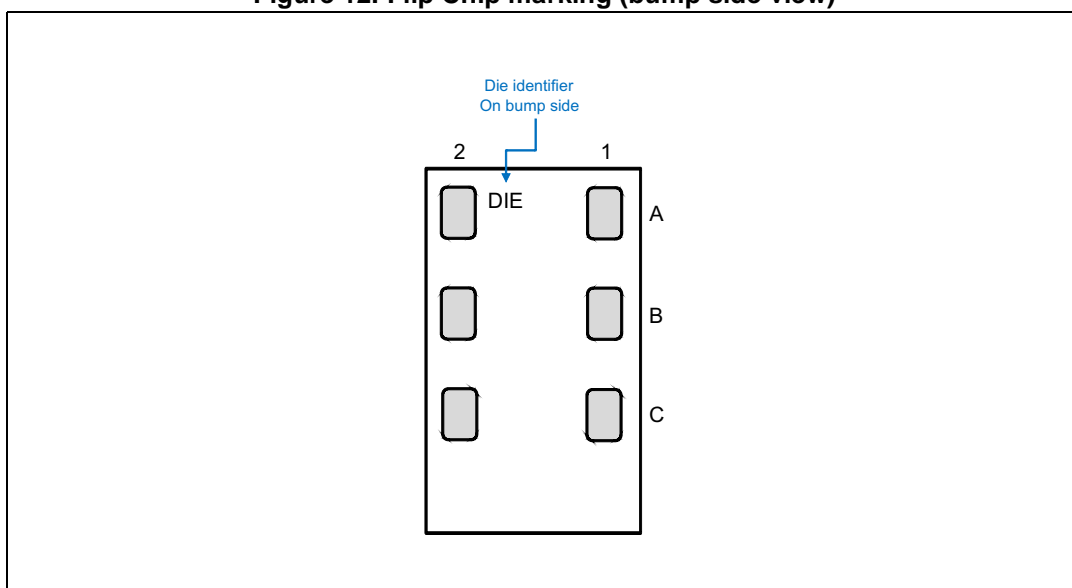 Figure 12. Flip Chip marking (bump side view)
Die identifier
On bump side
2 1
DIE
A
B
C